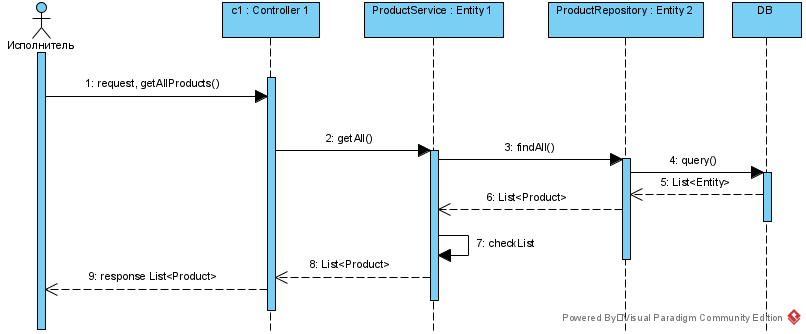 c1 : Controller 1
ProductService : Entity 1
ProductRepository : Entity 2
DB
Исполнитель
1: request, getAllProducts()
2: getAll()
3: findAll()
4: query()
5: List<Entity>
6: List<Product>
7: checkList
8: List<Product>
9: response List<Product>
Powered By□Visual Paradigm Community Edition